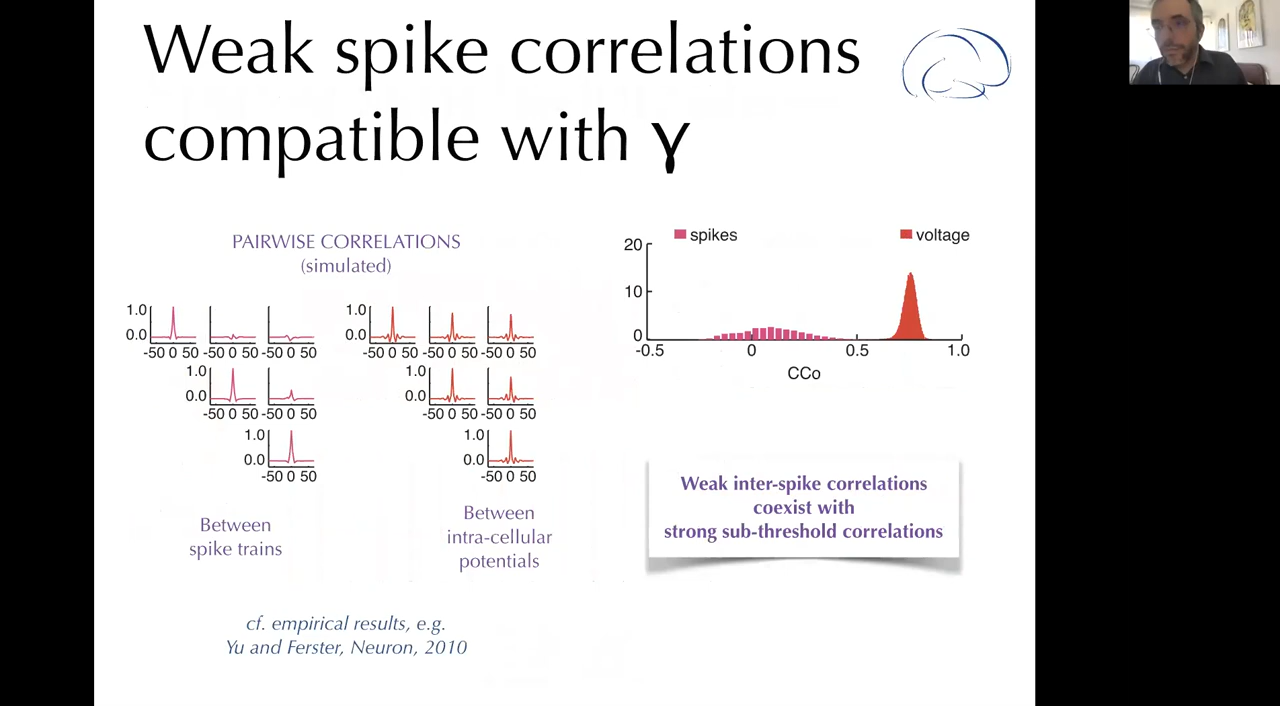 Weak spike correlations
compatible with γ
PAIRWISE CORRELATIONS
(simulated)
1.0
0.0
-50 0 50
-50 0 50
-50 0 50
1.0
0.0
-50 0 50
-50 0 50
1.0
0.0
-50 0 50
Between
spike trains
1.0
0.0
-50 0 50
-50 0 50
-50 0 50
1.0
0.0
-50 0 50
-50 0 50
1.0
0.0
-50 0 50
Between
intra-cellular
potentials
cf. empirical results, e.g.
Yu and Ferster, Neuron, 2010
spikes
voltage
20
10
0
-0.5 0 0.5 1.0
CCo
Weak inter-spike correlations
coexist with
strong sub-threshold correlations